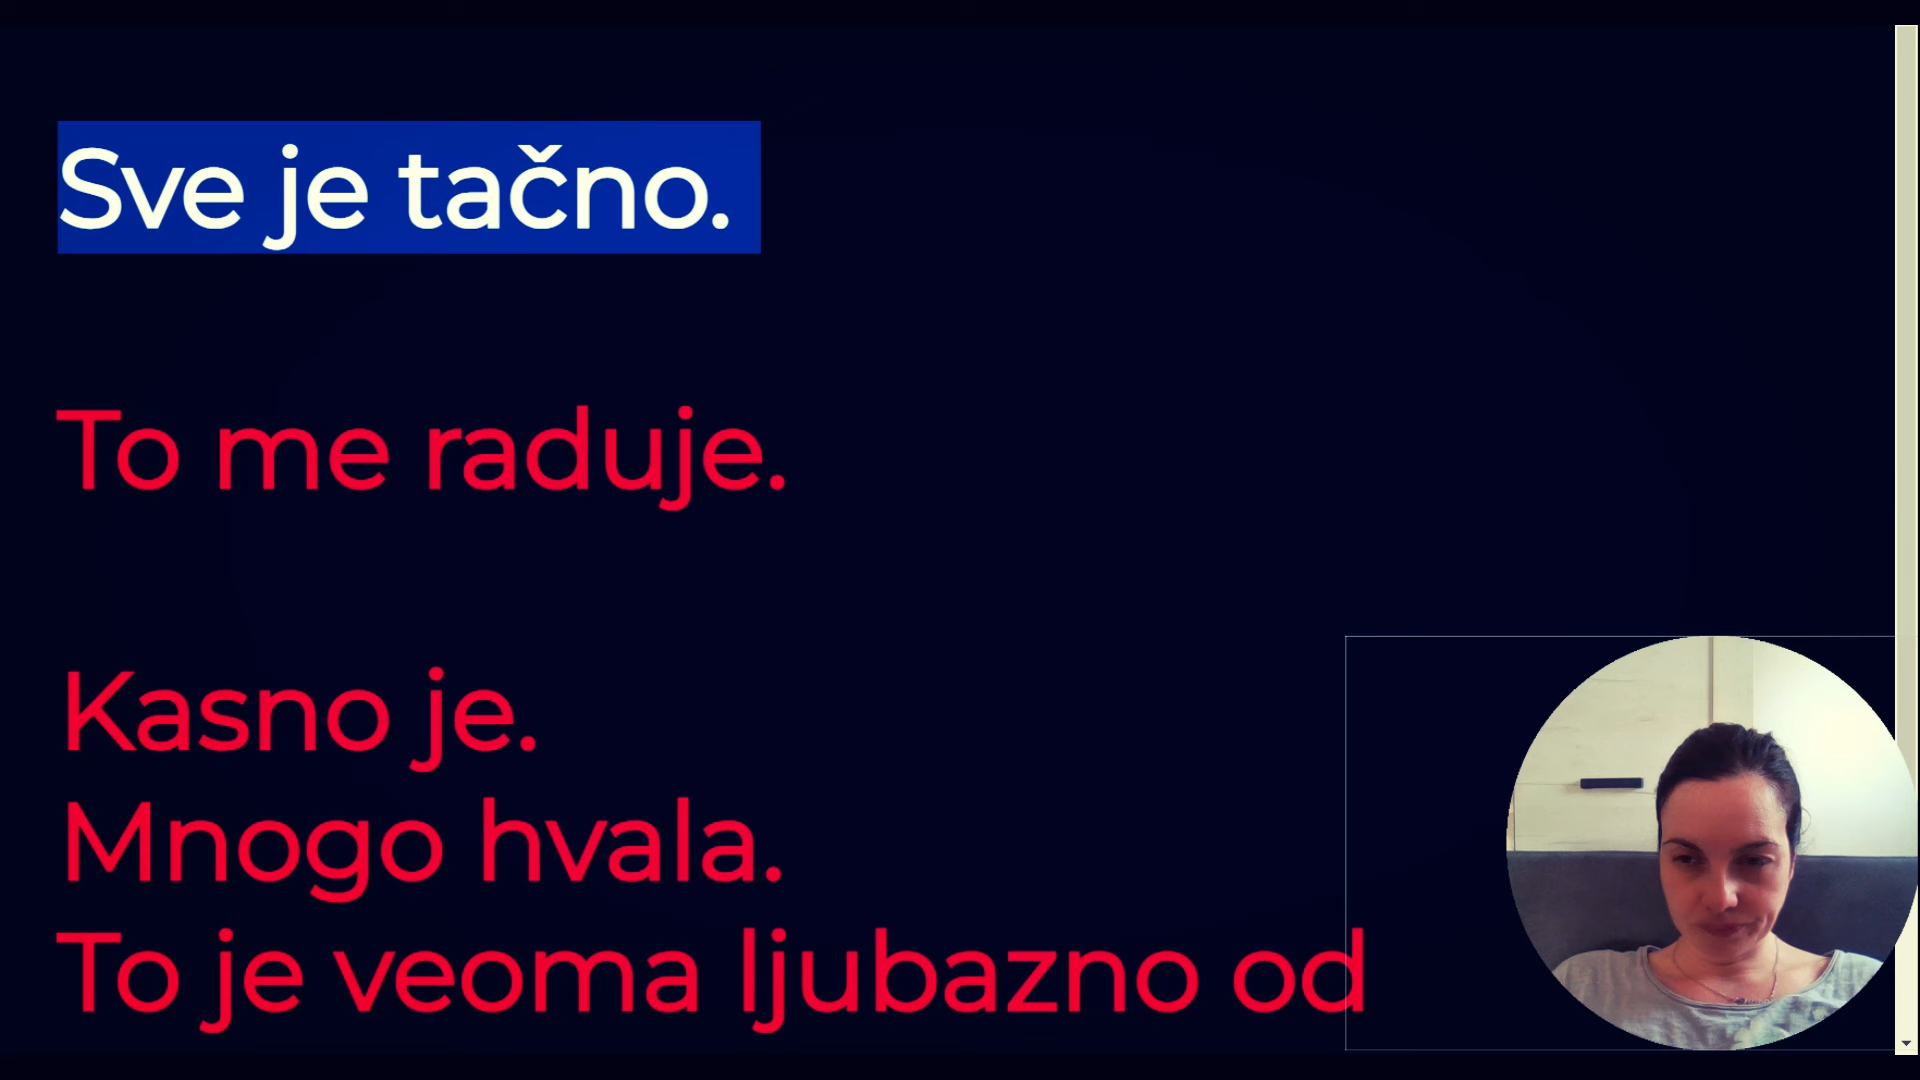 Sve je tačno.
To me raduje.
Kasno je.
Mnogo hvala.
To je veoma ljubazno od